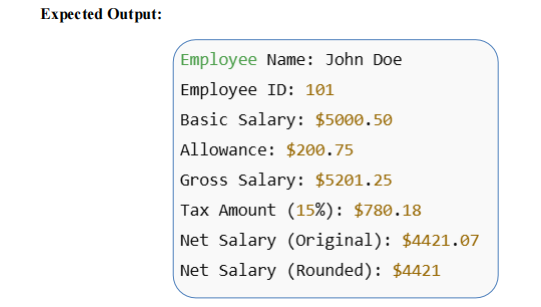 Expected Output:
Employee Name: John Doe
Employee ID: 101
Basic Salary: $5000.50
Allowance: $200.75
Gross Salary: $5201.25
Tax Amount (15%): $780.18
Net Salary (Original): $4421.07
Net Salary (Rounded): $4421